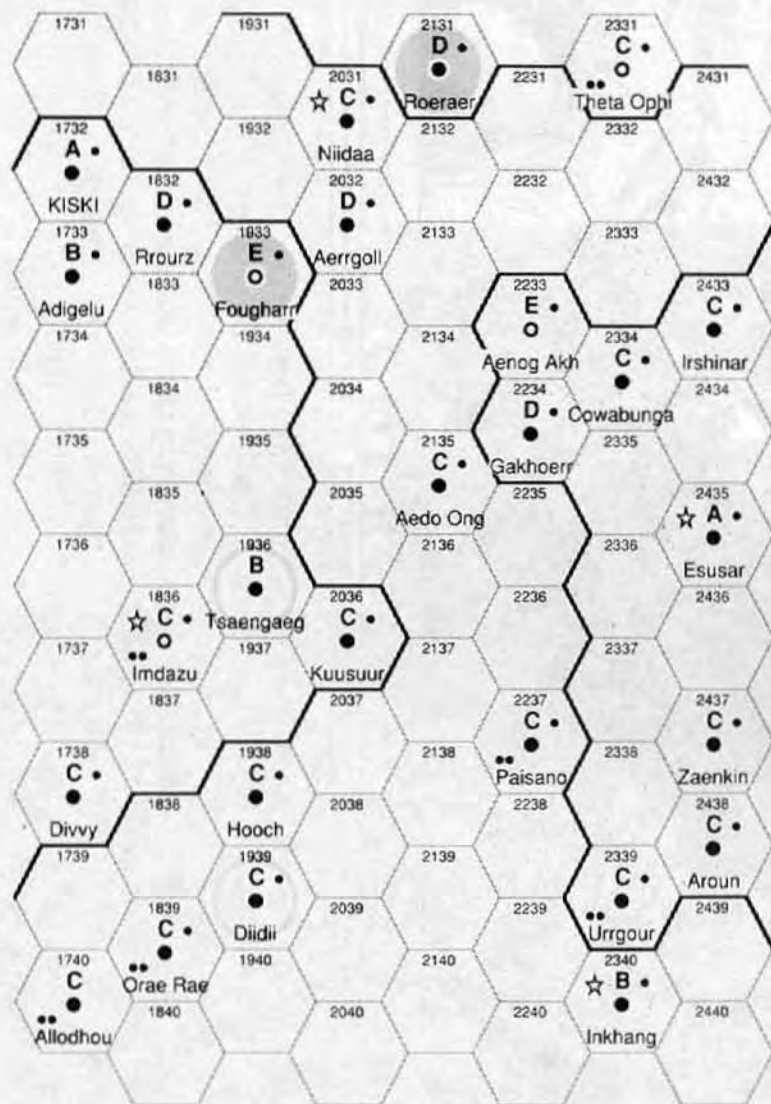 1731
1931
2131
D
Roeraer
2331
C
Theta Ophi
1831
2031
C
Niidaa
2231
2431
1732
A
KISKI
1932
2132
2332
1832
D
Rrourz
2032
D
Aerrgoll
2232
2432
1733
B
Adigelu
1933
E
Fougharr
2133
2333
1833
2033
2233
E
Aenog Akh
2433
C
Irshinar
1734
1934
2134
2334
C
Cowabunga
1834
2034
2234
D
Gakhoerr
2434
1735
1935
2135
C
Aedo Ong
2335
1835
2035
2235
2435
A
Esusar
1736
1936
B
Tsaengaeg
2136
2336
1836
C
Imdazu
2036
C
Kuusuur
2236
2436
1737
1937
2137
2337
1837
2037
2237
C
Paisano
2437
C
Zaenkin
1738
C
Divvy
1938
C
Hooch
2138
2338
1838
2038
2238
2438
C
Aroun
1739
1939
C
Diidii
2139
2339
C
Urrgour
1839
C
Orae Rae
2039
2239
2439
1740
C
Allodhou
1940
2140
2340
B
Inkhang
1840
2040
2240
2440